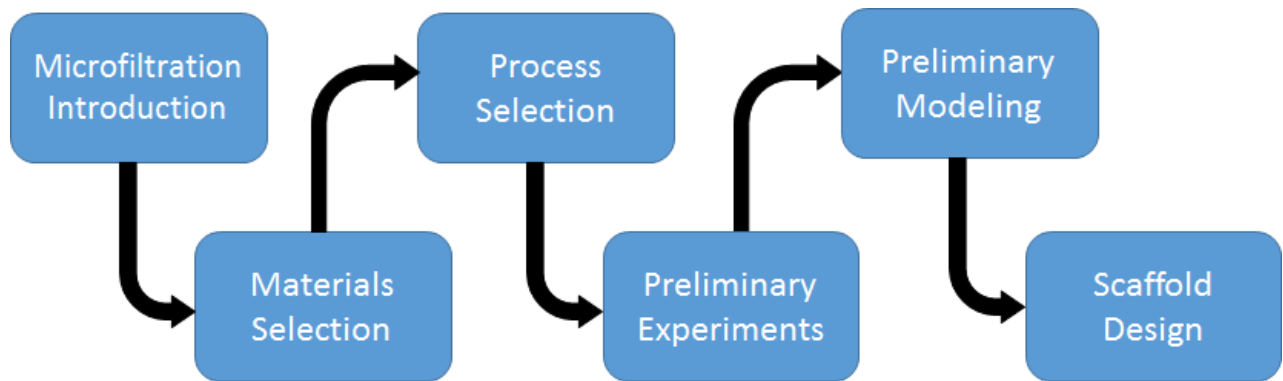 Microfiltration
Introduction
Materials
Selection
Process
Selection
Preliminary
Experiments
Preliminary
Modeling
Scaffold
Design